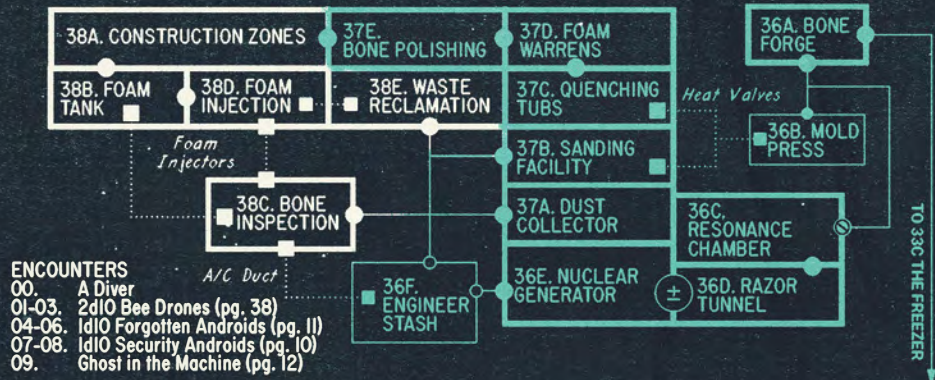 38A. CONSTRUCTION ZONES
37E.
BONE POLISHING
37D. FOAM
WARRENS
36A. BONE
FORGE
38B. FOAM
TANK
38D. FOAM
INJECTION
38E. WASTE
RECLAMATION
37C. QUENCHING
TUBS
Heat Valves
36B. MOLD
PRESS
Foam
Injectors
37B. SANDING
FACILITY
38C. BONE
INSPECTION
37A. DUST
COLLECTOR
36C.
RESONANCE
CHAMBER
TO 33C THE FREEZER
A/C Duct
36F.
ENGINEER
STASH
36E. NUCLEAR
GENERATOR
±
36D. RAZOR
TUNNEL
ENCOUNTERS
00. A Diver
01-03. 2d10 Bee Drones (pg. 38)
04-06. 1d10 Forgotten Androids (pg. 11)
07-08. 1d10 Security Androids (pg. 10)
09. Ghost in the Machine (pg. 12)